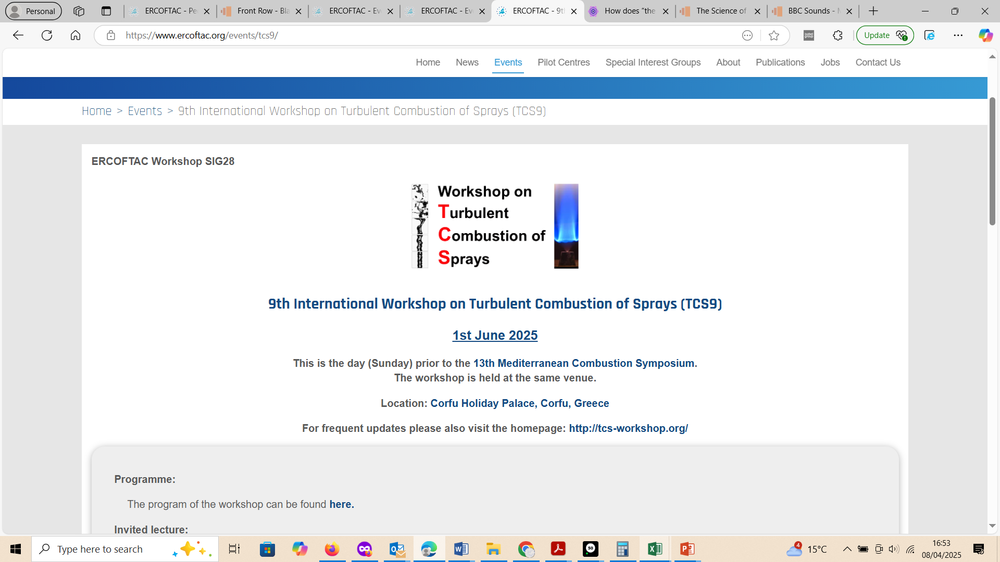 Personal
ERCOFTAC - Pe
Front Row - Bla
ERCOFTAC - Ev
ERCOFTAC - Eve
ERCOFTAC - 9th
How does "the
The Science of
BBC Sounds - M
https://www.ercoftac.org/events/tcs9/
Update
Home News Events Pilot Centres Special Interest Groups About Publications Jobs Contact Us
Home > Events > 9th International Workshop on Turbulent Combustion of Sprays (TCS9)
ERCOFTAC Workshop SIG28
Workshop on
Turbulent
Combustion of
Sprays
9th International Workshop on Turbulent Combustion of Sprays (TCS9)
1st June 2025
This is the day (Sunday) prior to the 13th Mediterranean Combustion Symposium.
The workshop is held at the same venue.
Location: Corfu Holiday Palace, Corfu, Greece
For frequent updates please also visit the homepage: http://tcs-workshop.org/
Programme:
The program of the workshop can be found here.
Invited lecture:
Type here to search
50
4
15°C
16:53
08/04/2025